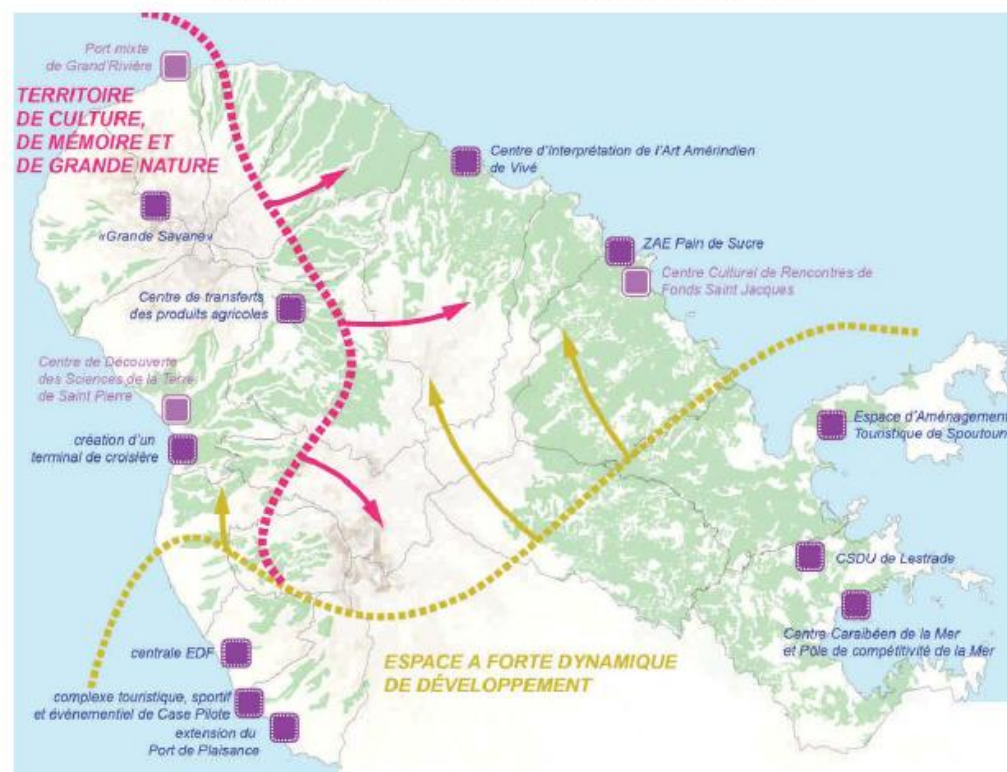 Port mixte
de Grand'Rivière
TERRITOIRE
DE CULTURE,
DE MÉMOIRE ET
DE GRANDE NATURE
Centre d'Interprétation de l'Art Amérindien
de Vivé
«Grande Savane»
ZAE Pain de Sucre
Centre Culturel de Rencontres de
Fonds Saint Jacques
Centre de transferts
des produits agricoles
Centre de Découverte
des Sciences de la Terre
de Saint Pierre
création d'un
terminal de croisière
Espace d'Aménagement
Touristique de Spoutourn
CSDU de Lestrade
Centre Caraibéen de la Mer
et Pôle de compétitivité de la Mer
centrale EDF
ESPACE A FORTE DYNAMIQUE
DE DÉVELOPPEMENT
complexe touristique, sportif
et événementiel de Case Pilote
extension du
Port de Plaisance